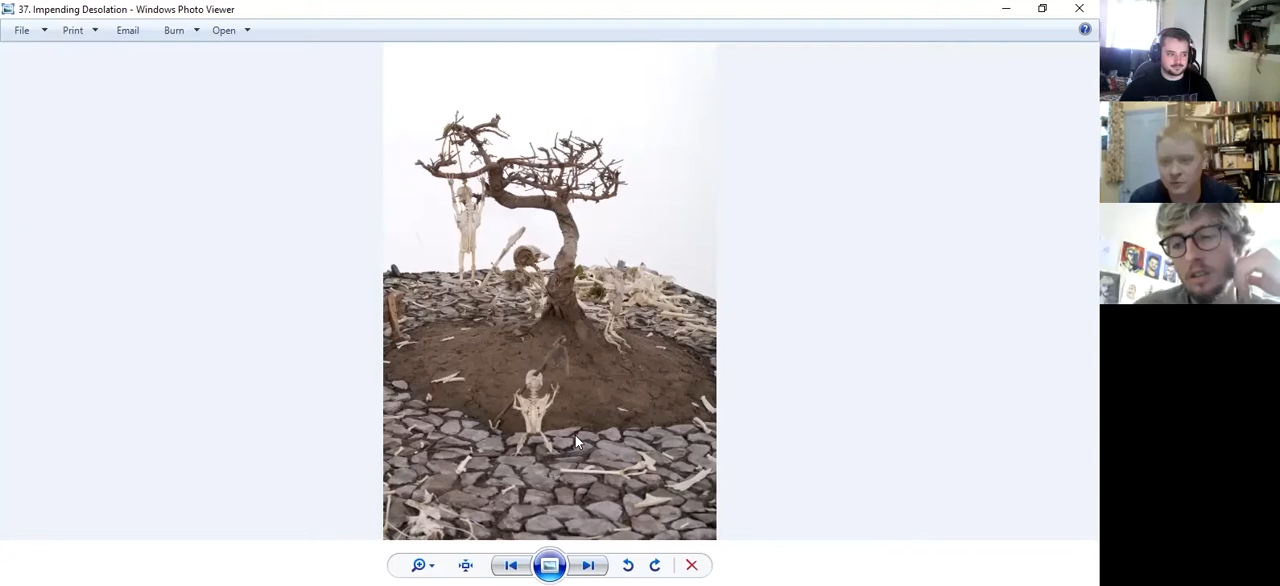 37. Impending Desolation - Windows Photo Viewer
File Print Email Burn Open